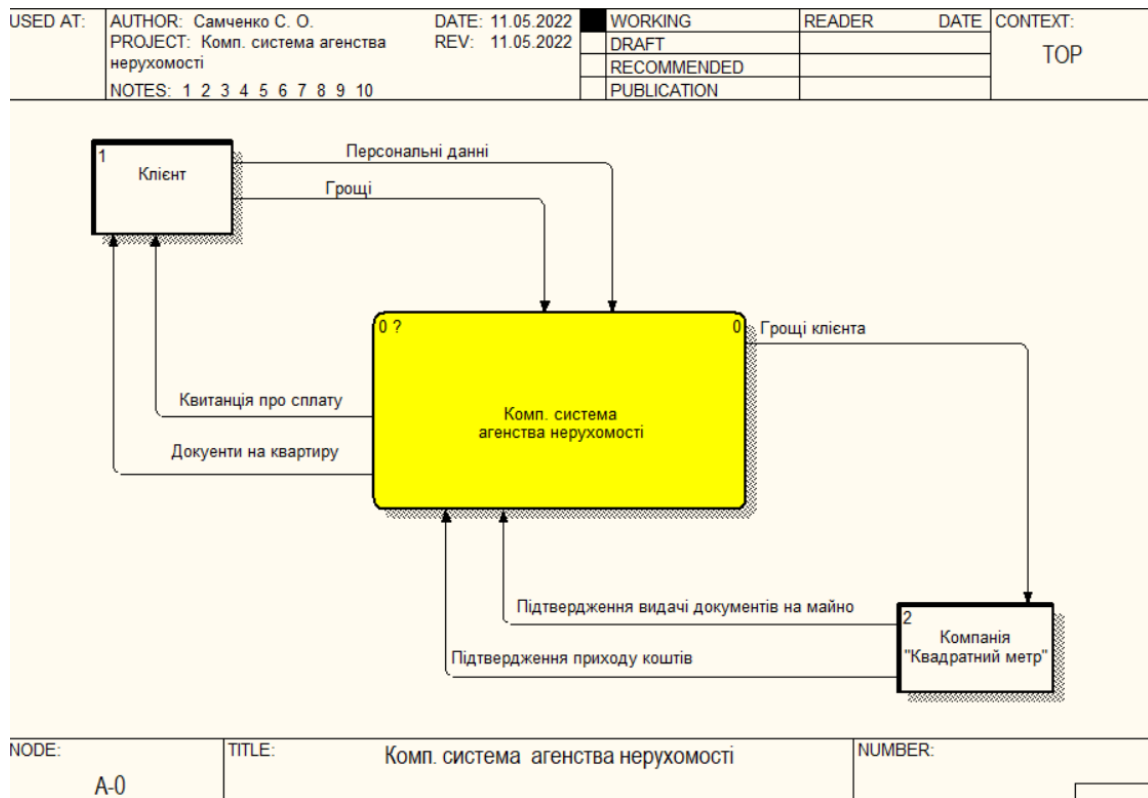 USED AT:
AUTHOR: Самченко С. О.
DATE: 11.05.2022
PROJECT: Комп. система агенства
REV: 11.05.2022
нерухомості
NOTES: 1 2 3 4 5 6 7 8 9 10
WORKING
DRAFT
RECOMMENDED
PUBLICATION
READER
DATE
CONTEXT:
TOP
1
Клієнт
Персональні данні
Грощі
0 ?
0
Грощі клієнта
Комп. система
агенства нерухомості
Квитанція про сплату
Докуенти на квартиру
Підтвердження видачі документів на майно
Підтвердження приходу коштів
2
Компанія
"Квадратний метр"
NODE:
A-0
TITLE:
Комп. система агенства нерухомості
NUMBER: